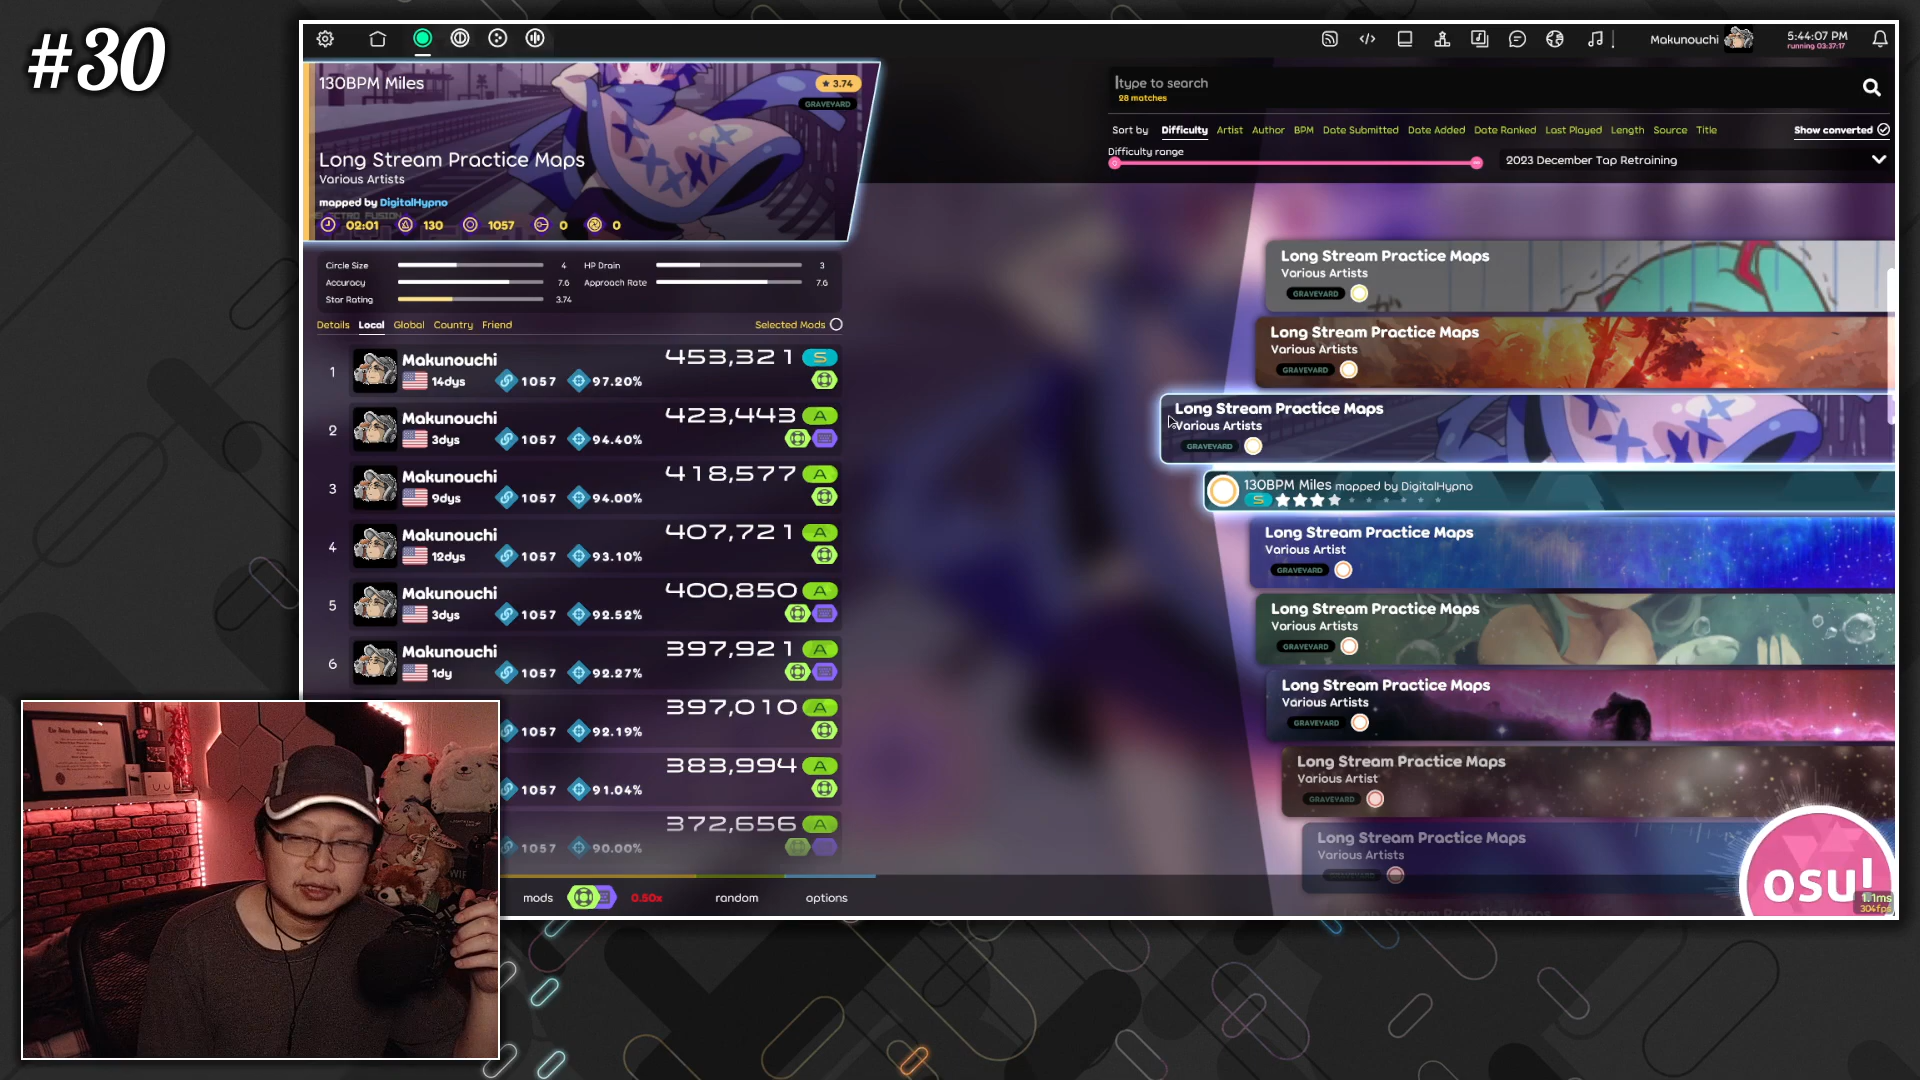 #30
Makunouchi
5:44:07 PM
running 03:37:17
130BPM Miles
3.74
GRAVEYARD
Long Stream Practice Maps
Various Artists
mapped by DigitalHypno
02:01 130 1057 0 0
Circle Size 4 HP Drain 3
Accuracy 7.6 Approach Rate 7.6
Star Rating 3.74
Details Local Global Country Friend Selected Mods
1 Makunouchi 453,321 S
14dys 1057 97.20%
2 Makunouchi 423,443 A
3dys 1057 94.40%
3 Makunouchi 418,577 A
9dys 1057 94.00%
4 Makunouchi 407,721 A
12dys 1057 93.10%
5 Makunouchi 400,850 A
3dys 1057 92.52%
6 Makunouchi 397,921 A
1dy 1057 92.27%
397,010 A
1057 92.19%
383,994 A
1057 91.04%
372,656 A
1057 90.00%
mods 0.50x random options
type to search
28 matches
Sort by Difficulty Artist Author BPM Date Submitted Date Added Date Ranked Last Played Length Source Title Show converted
Difficulty range
2023 December Tap Retraining
Long Stream Practice Maps
Various Artists
GRAVEYARD
Long Stream Practice Maps
Various Artists
GRAVEYARD
Long Stream Practice Maps
Various Artists
GRAVEYARD
130BPM Miles mapped by DigitalHypno
S
Long Stream Practice Maps
Various Artist
GRAVEYARD
Long Stream Practice Maps
Various Artists
GRAVEYARD
Long Stream Practice Maps
Various Artists
GRAVEYARD
Long Stream Practice Maps
Various Artist
GRAVEYARD
Long Stream Practice Maps
Various Artists
GRAVEYARD
osu!
1.1ms
304fps